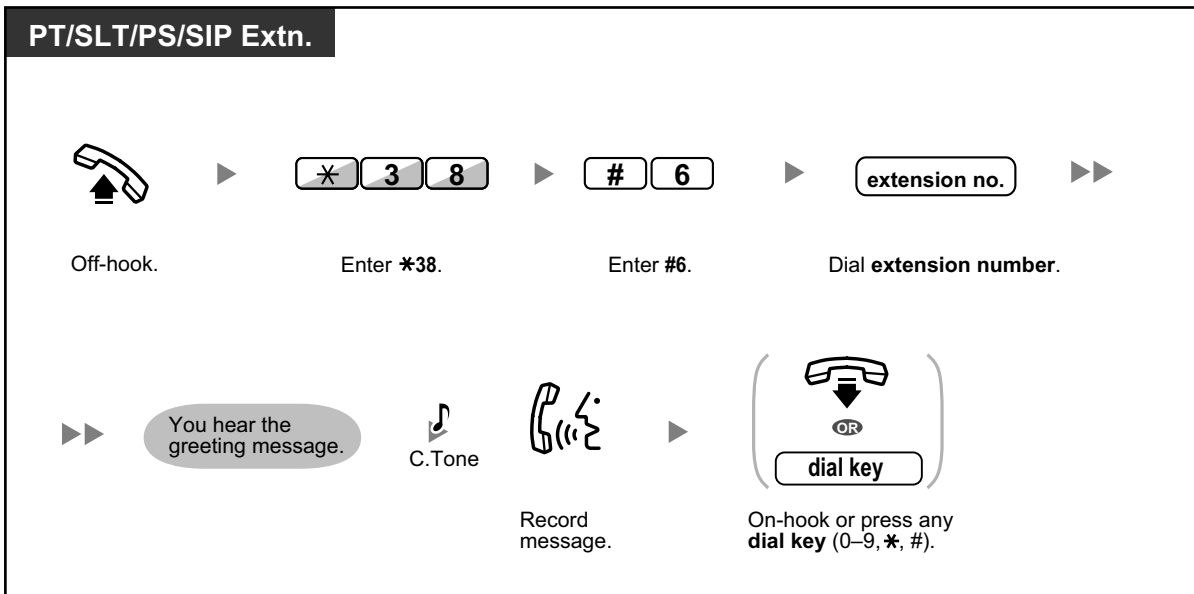 PT/SLT/PS/SIP Extn.
* 3 8 # 6 extension no.
Off-hook. Enter *38. Enter #6. Dial extension number.
You hear the
greeting message.
C.Tone
OR
dial key
Record
message.
On-hook or press any
dial key (0–9, *, #).